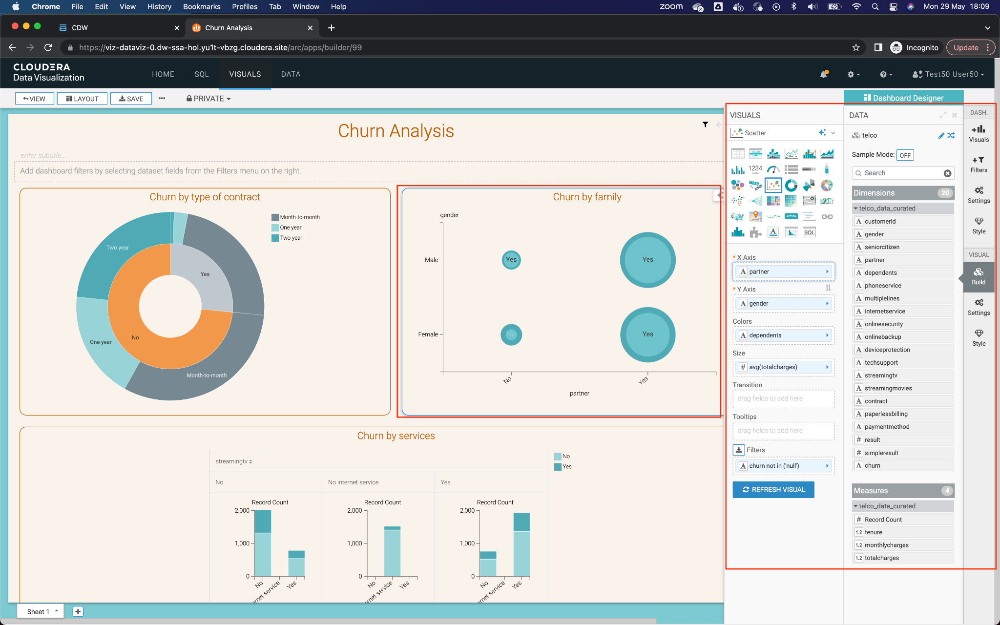 Chrome File Edit View History Bookmarks Profiles Tab Window Help
zoom Mon 29 May 18:09
CDW
Churn Analysis
https://viz-dataviz-0.dw-ssa-hol.yu1t-vbzg.cloudera.site/arc/apps/builder/99
Incognito
Update
CLOUDERA
Data Visualization
HOME SQL VISUALS DATA
Test50 User50
VIEW LAYOUT SAVE PRIVATE
Dashboard Designer
Churn Analysis
enter subtitle...
Add dashboard filters by selecting dataset fields from the Filters menu on the right.
Churn by type of contract
Month-to-month
One year
Two year
Two year
Yes
No
One year
Month-to-month
Churn by family
gender
Male
Yes
Yes
Female
No
Yes
No
Yes
partner
Churn by services
streamingtv
No
Yes
No
No internet service
Yes
Record Count
2,000
1,000
0
No
rnet service
Yes
Record Count
2,000
1,000
0
No
ernet service
Yes
Record Count
2,000
1,000
0
No
rnet service
Yes
Sheet 1
VISUALS
Scatter
1234
LABEL
WORD
CLOUD
ACTION
A
SQL
* X Axis
A partner
* Y Axis
A gender
Colors
A dependents
Size
# avg(totalcharges)
Transition
drag fields to add here
Tooltips
drag fields to add here
Filters
A churn not in ('null')
REFRESH VISUAL
DATA
telco
Sample Mode: OFF
Search
Dimensions 20
telco_data_curated
A customerid
A gender
A seniorcitizen
A partner
A dependents
A phoneservice
A multiplelines
A internetservice
A onlinesecurity
A onlinebackup
A deviceprotection
A techsupport
A streamingtv
A streamingmovies
A contract
A paperlessbilling
A paymentmethod
# result
# simpleresult
A churn
Measures 4
telco_data_curated
# Record Count
1.2 tenure
1.2 monthlycharges
1.2 totalcharges
DASH.
Visuals
Filters
Settings
Style
VISUAL
Build
Settings
Style